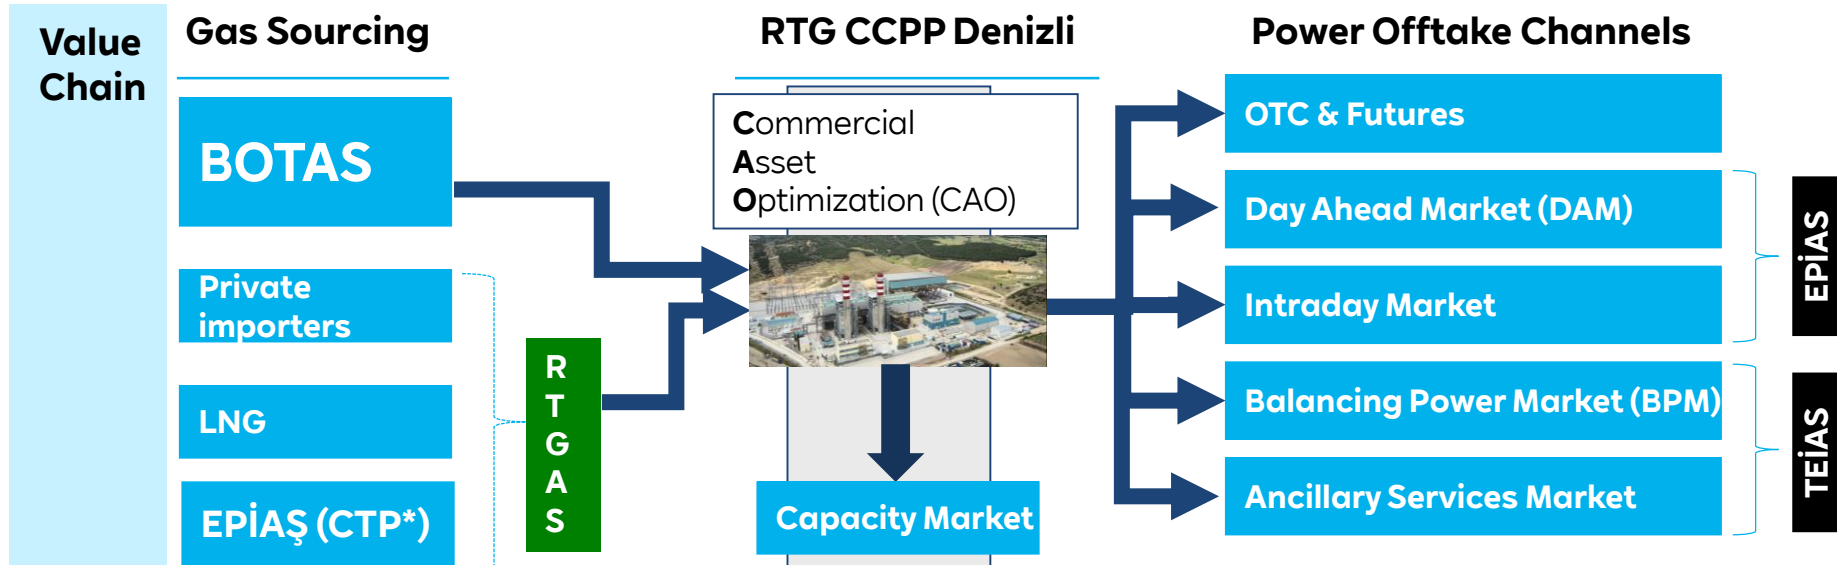 Value
Chain
Gas Sourcing
BOTAS
Private
importers
LNG
EPİAŞ (CTP*)
R
T
G
A
S
RTG CCPP Denizli
Commercial
Asset
Optimization (CAO)
Capacity Market
Power Offtake Channels
OTC & Futures
Day Ahead Market (DAM)
Intraday Market
Balancing Power Market (BPM)
Ancillary Services Market
EPİAS
TEİAS